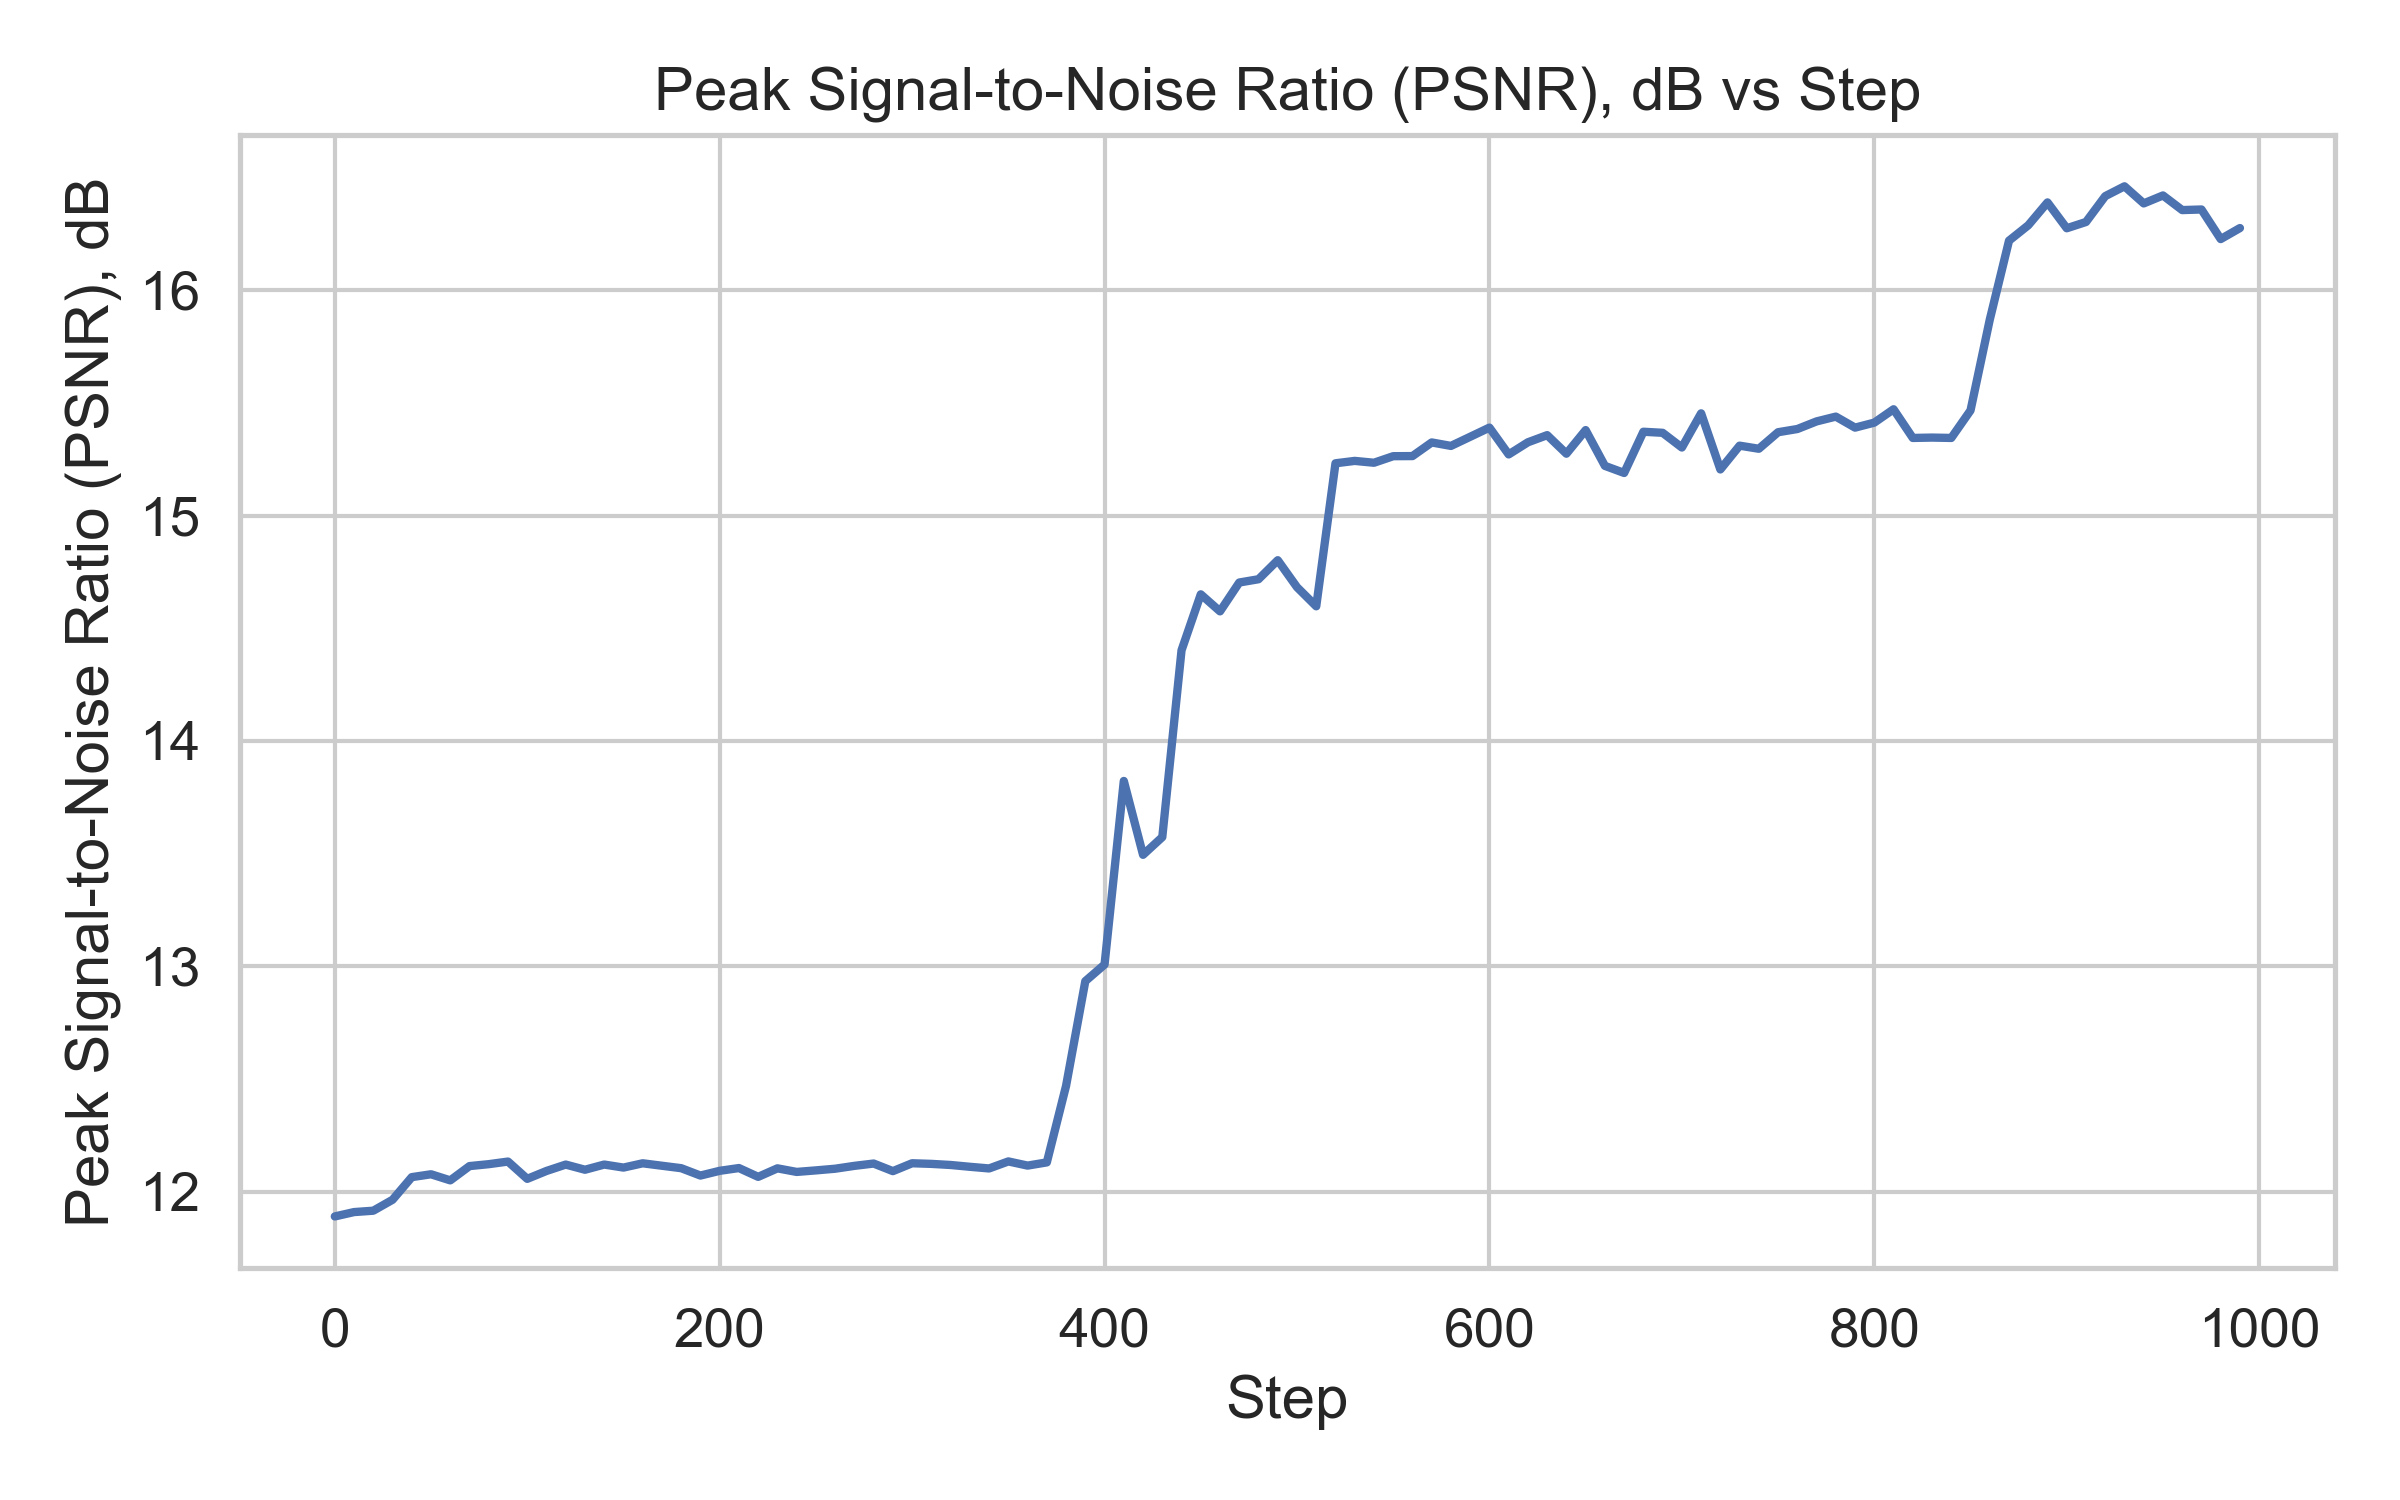 Peak Signal-to-Noise Ratio (PSNR), dB vs Step
Peak Signal-to-Noise Ratio (PSNR), dB
16
15
14
13
12
0 200 400 600 800 1000
Step